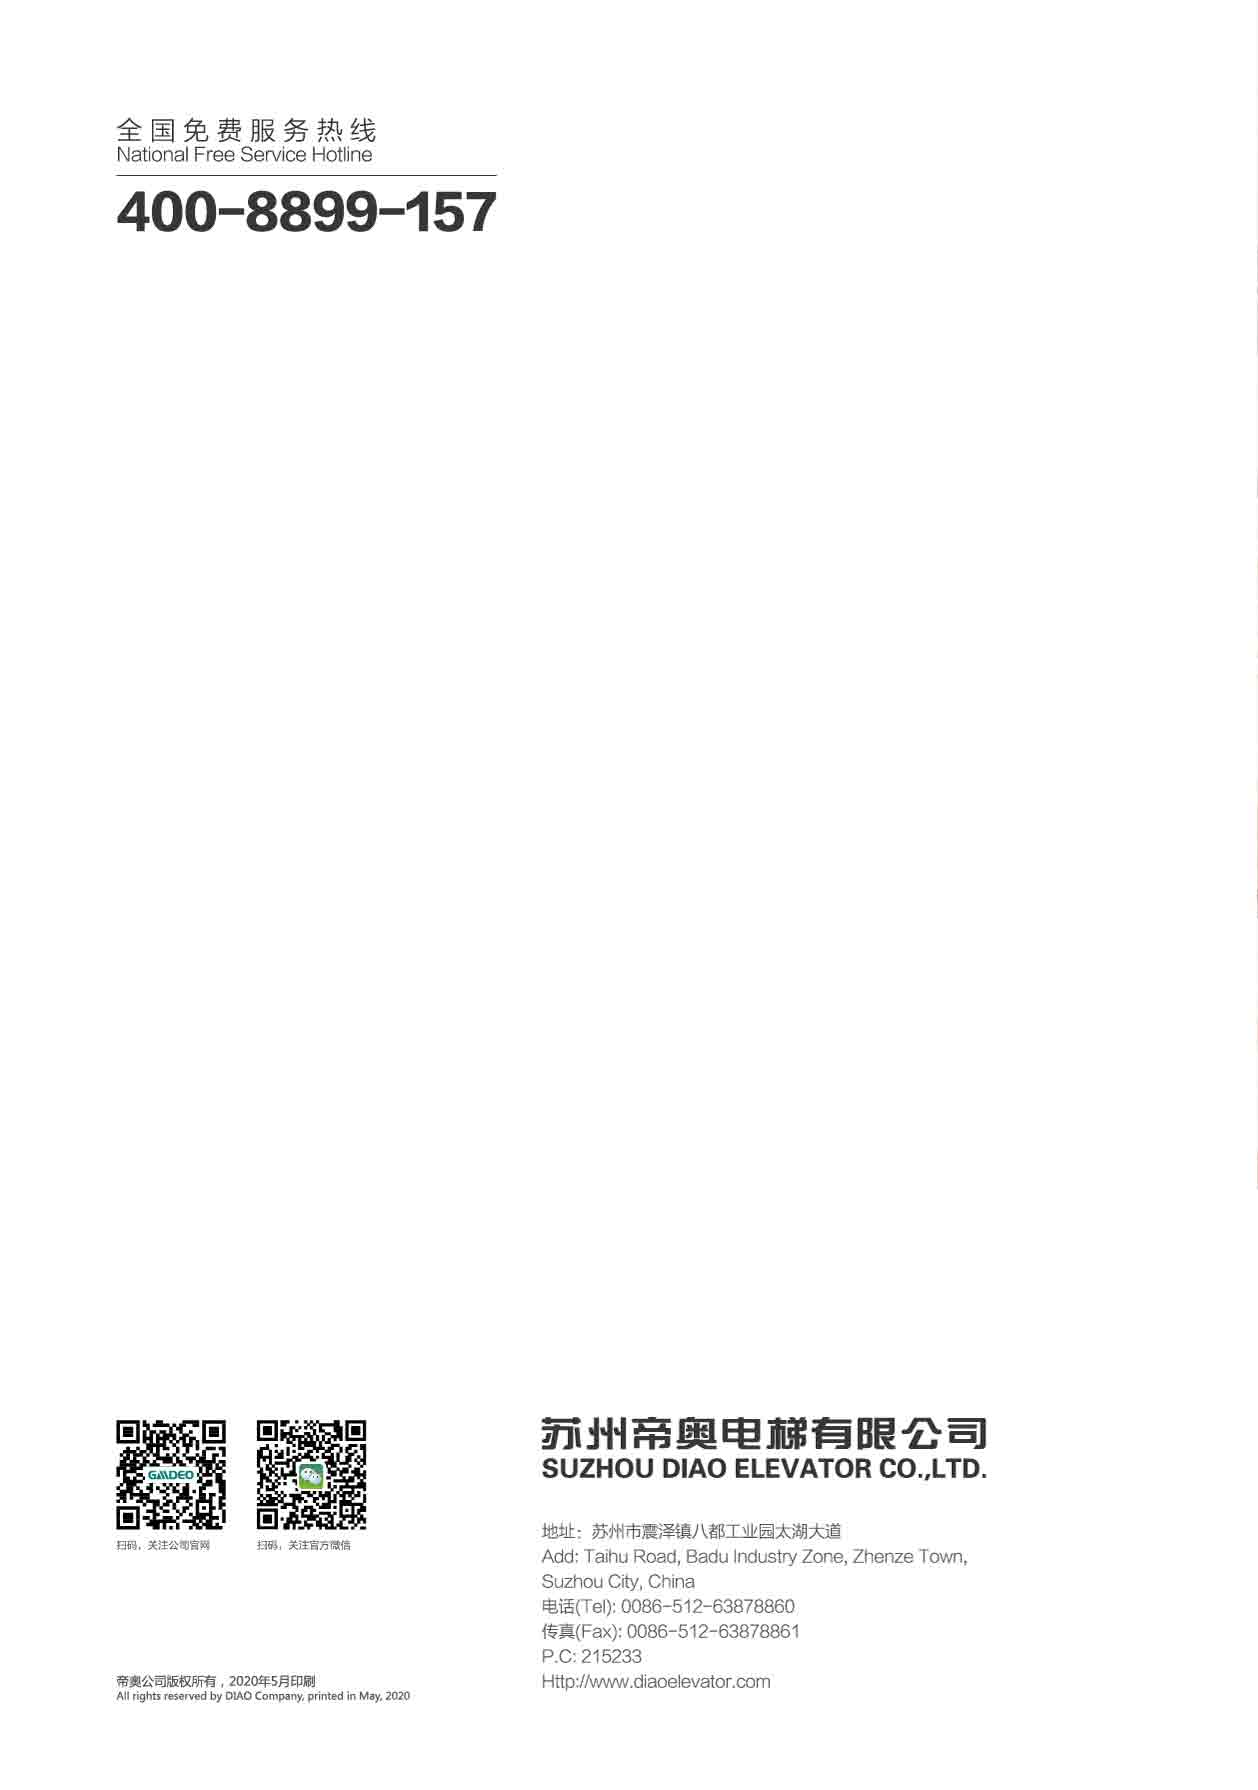 全国免费服务热线
National Free Service Hotline
400-8899-157
GMDEO
扫码，关注公司官网
扫码，关注官方微信
帝奥公司版权所有，2020年5月印刷
All rights reserved by DIAO Company, printed in May, 2020
苏州帝奥电梯有限公司
SUZHOU DIAO ELEVATOR CO.,LTD.
地址：苏州市震泽镇八都工业园太湖大道
Add: Taihu Road, Badu Industry Zone, Zhenze Town,
Suzhou City, China
电话(Tel): 0086-512-63878860
传真(Fax): 0086-512-63878861
P.C: 215233
Http://www.diaoelevator.com